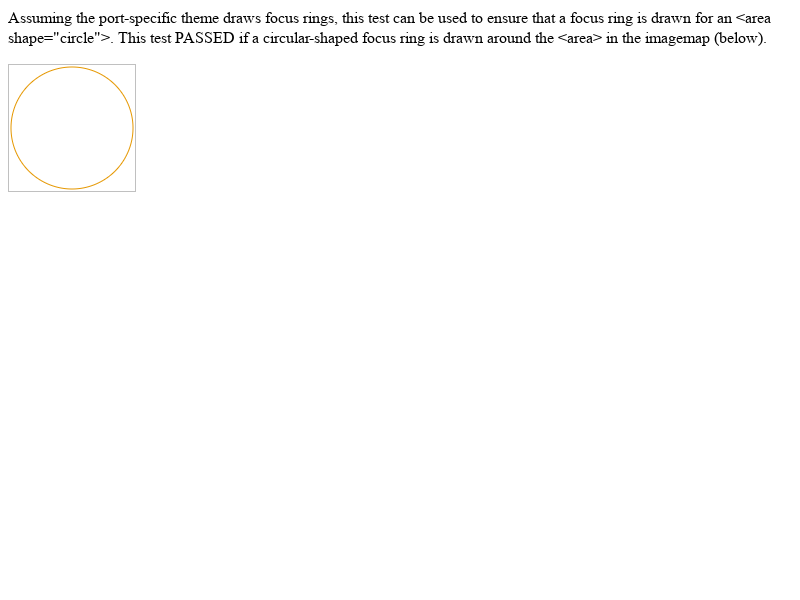 Assuming the port-specific theme draws focus rings, this test can be used to ensure that a focus ring is drawn for an <area
shape="circle">. This test PASSED if a circular-shaped focus ring is drawn around the <area> in the imagemap (below).